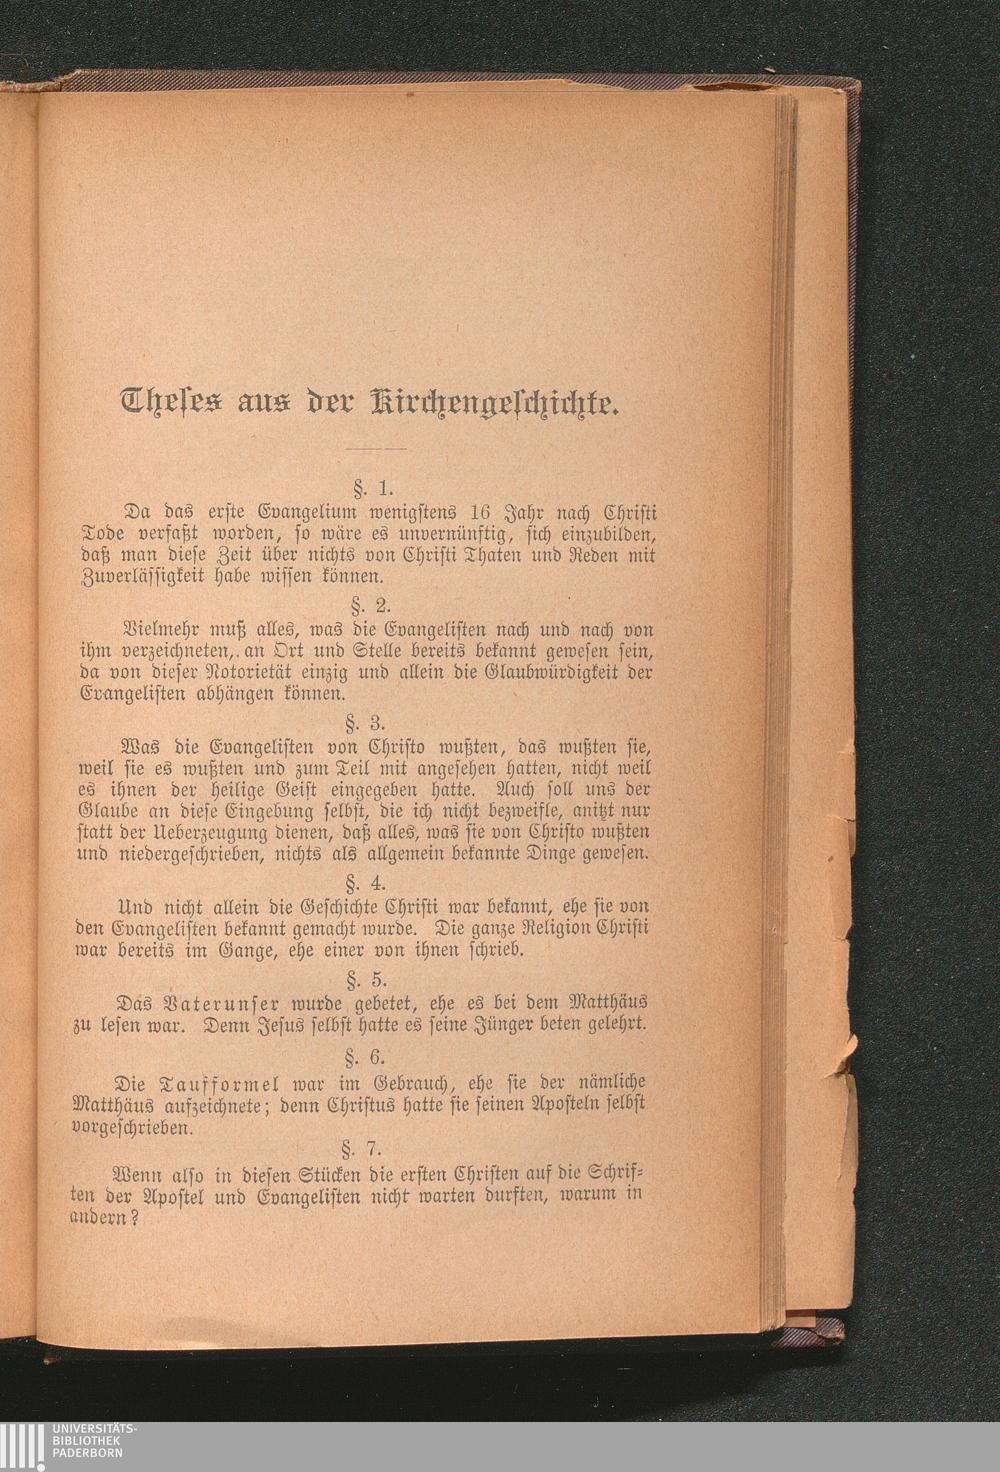 Theses aus der Kirchengeschichte.
§. 1.
Da das erste Evangelium wenigstens 16 Jahr nach Christi
Tode verfaßt worden, so wäre es unvernünftig, sich einzubilden,
daß man diese Zeit über nichts von Christi Thaten und Reden mit
Zuverlässigkeit habe wissen können.
§. 2.
Vielmehr muß alles, was die Evangelisten nach und nach von
ihm verzeichneten, an Ort und Stelle bereits bekannt gewesen sein,
da von dieser Notorietät einzig und allein die Glaubwürdigkeit der
Evangelisten abhängen können.
§. 3.
Was die Evangelisten von Christo wußten, das wußten sie,
weil sie es wußten und zum Teil mit angesehen hatten, nicht weil
es ihnen der heilige Geist eingegeben hatte. Auch soll uns der
Glaube an diese Eingebung selbst, die ich nicht bezweifle, anitzt nur
statt der Ueberzeugung dienen, daß alles, was sie von Christo wußten
und niedergeschrieben, nichts als allgemein bekannte Dinge gewesen.
§. 4.
Und nicht allein die Geschichte Christi war bekannt, ehe sie von
den Evangelisten bekannt gemacht wurde. Die ganze Religion Christi
war bereits im Gange, ehe einer von ihnen schrieb.
§. 5.
Das Vaterunser wurde gebetet, ehe es bei dem Matthäus
zu lesen war. Denn Jesus selbst hatte es seine Jünger beten gelehrt.
§. 6.
Die Taufformel war im Gebrauch, ehe sie der nämliche
Matthäus aufzeichnete; denn Christus hatte sie seinen Aposteln selbst
vorgeschrieben.
§. 7.
Wenn also in diesen Stücken die ersten Christen auf die Schrif-
ten der Apostel und Evangelisten nicht warten durften, warum in
andern?
UNIVERSITÄTS-
BIBLIOTHEK
PADERBORN